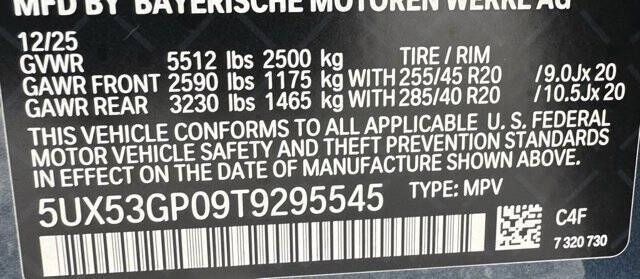 MFD BY BAYERISCHE MOTOREN WERKE AG
12/25
GVWR 5512 lbs 2500 kg TIRE / RIM
GAWR FRONT 2590 lbs 1175 kg WITH 255/45 R20 /9.0Jx 20
GAWR REAR 3230 lbs 1465 kg WITH 285/40 R20 /10.5Jx 20
THIS VEHICLE CONFORMS TO ALL APPLICABLE U. S. FEDERAL
MOTOR VEHICLE SAFETY AND THEFT PREVENTION STANDARDS
IN EFFECT ON THE DATE OF MANUFACTURE SHOWN ABOVE.
5UX53GP09T9295545 TYPE: MPV
C4F
7 320 730